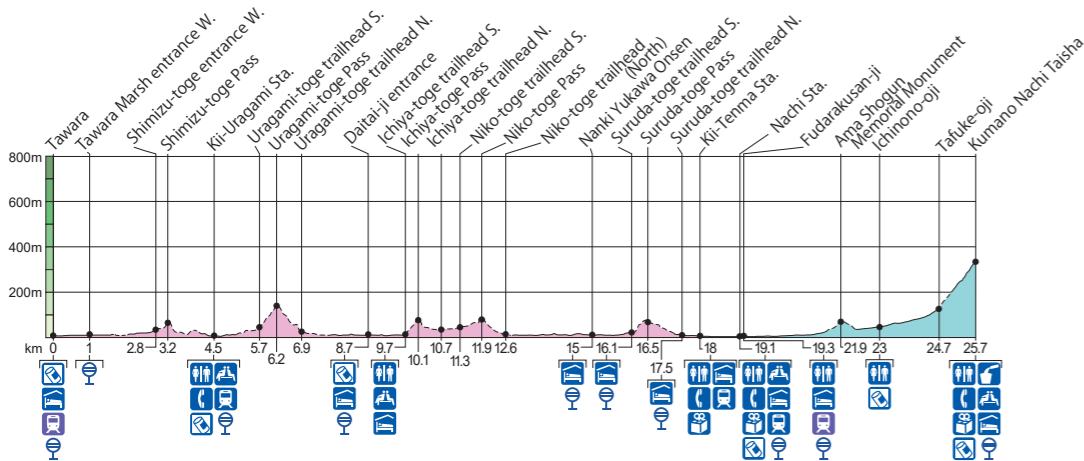 Tawara
Tawara Marsh entrance W.
Shimizu-toge entrance W.
Shimizu-toge Pass
Kii-Uragami Sta.
Uragami-toge trailhead S.
Uragami-toge Pass
Uragami-toge trailhead N.
Daitai-ji entrance
Ichiya-toge trailhead S.
Ichiya-toge Pass
Ichiya-toge trailhead N.
Niko-toge trailhead S.
Niko-toge Pass
Niko-toge trailhead
(North)
Nanki Yukawa Onsen
Suruda-toge trailhead S.
Suruda-toge Pass
Suruda-toge trailhead N.
Kii-Tenma Sta.
Nachi Sta.
Fudarakusan-ji
Ama Shogun
Memorial Monument
Ichinono-oji
Tafuke-oji
Kumano Nachi Taisha
800m
600m
400m
200m
km 0 1 2.8 3.2 4.5 5.7 6.2 6.9 8.7 9.7 10.1 10.7 11.3 11.9 12.6 15 16.1 16.5 17.5 18 19.1 19.3 21.9 23 24.7 25.7